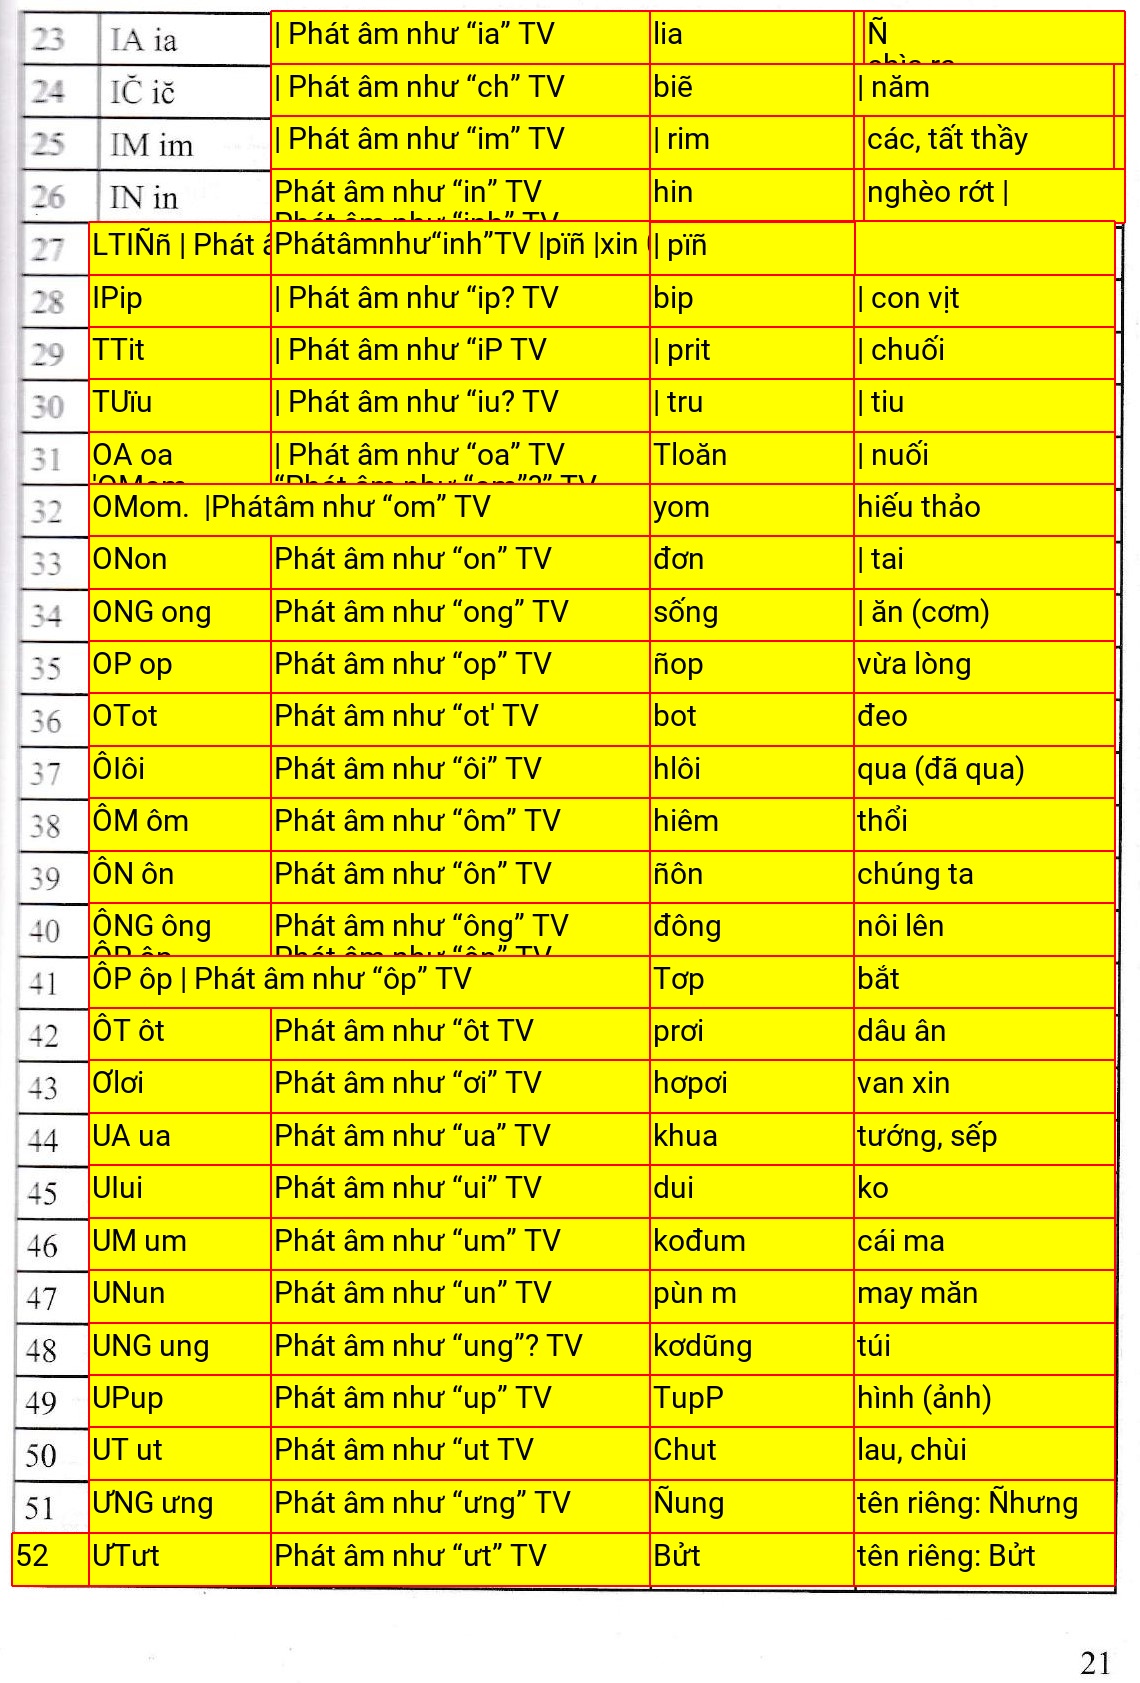 23 IA ia | Phát âm như “ia” TV lia Ñ
24 IČ ič | Phát âm như “ch” TV biẽ | năm
25 IM im | Phát âm như “im” TV | rim các, tất thầy
26 IN in Phát âm như “in” TV hin nghèo rớt |
27 LTIÑñ | Phát Phátâmnhư“inh”TV |pïñ |xin | pïñ
28 IPip | Phát âm như “ip? TV bip | con vịt
29 TTit | Phát âm như “iP TV | prit | chuối
30 TƯïu | Phát âm như “iu? TV | tru | tiu
31 OA oa | Phát âm như “oa” TV Tloăn | nuối
32 OMom. |Phátâm như “om” TV yom hiếu thảo
33 ONon Phát âm như “on” TV đơn | tai
34 ONG ong Phát âm như “ong” TV sống | ăn (cơm)
35 OP op Phát âm như “op” TV ñop vừa lòng
36 OTot Phát âm như “ot' TV bot đeo
37 ÔIôi Phát âm như “ôi” TV hlôi qua (đã qua)
38 ÔM ôm Phát âm như “ôm” TV hiêm thổi
39 ÔN ôn Phát âm như “ôn” TV ñôn chúng ta
40 ÔNG ông Phát âm như “ông” TV đông nôi lên
41 ÔP ôp | Phát âm như “ôp” TV Tơp bắt
42 ÔT ôt Phát âm như “ôt TV prơi dâu ân
43 Ơlơi Phát âm như “ơi” TV hơpơi van xin
44 UA ua Phát âm như “ua” TV khua tướng, sếp
45 UIui Phát âm như “ui” TV dui ko
46 UM um Phát âm như “um” TV kođum cái ma
47 UNun Phát âm như “un” TV pùn m may măn
48 UNG ung Phát âm như “ung”? TV kơdũng túi
49 UPup Phát âm như “up” TV TupP hình (ảnh)
50 UT ut Phát âm như “ut TV Chut lau, chùi
51 ƯNG ưng Phát âm như “ưng” TV Ñung tên riêng: Ñhưng
52 ƯTưt Phát âm như “ưt” TV Bửt tên riêng: Bửt
21